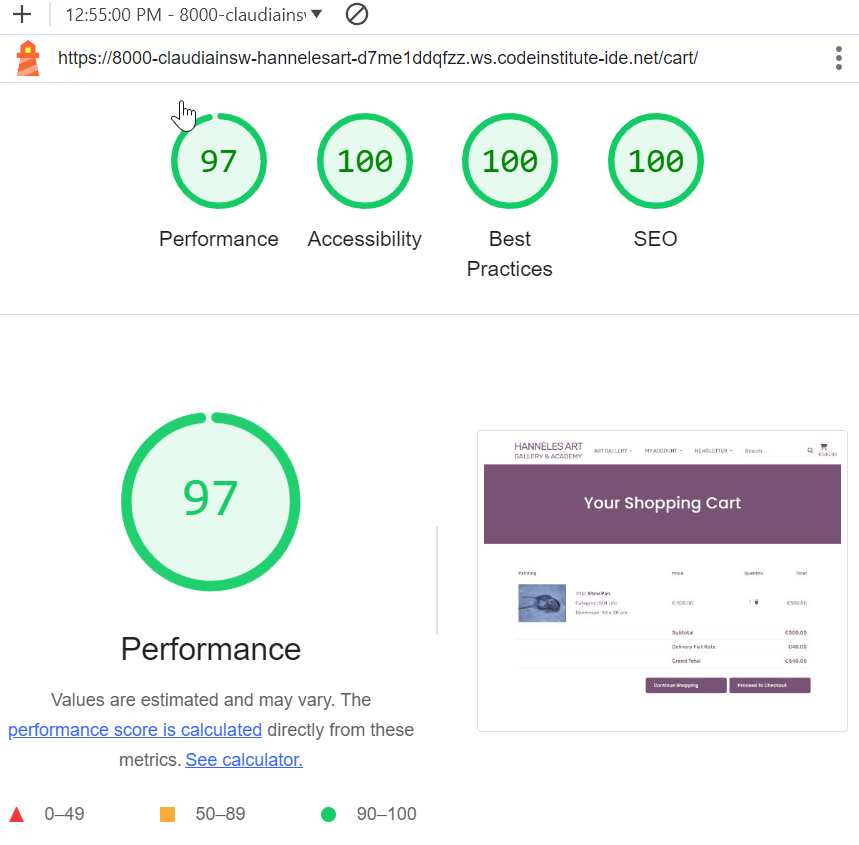 12:55:00 PM - 8000-claudiains
https://8000-claudiainsw-hannelesart-d7me1ddqfzz.ws.codeinstitute-ide.net/cart/
97 100 100 100
Performance Accessibility Best Practices SEO
97
Performance
Values are estimated and may vary. The
performance score is calculated directly from these
metrics. See calculator.
0–49 50–89 90–100
HANNELES ART
GALLERY & ACADEMY
ART GALLERY MY ACCOUNT NEWSLETTER Search...
€540.00
Your Shopping Cart
Painting Price Quantity Total
Title: Stew Pan
Category: Still Life
Dimension: 46 x 38 cm
€ 500.00 1 €500.00
Subtotal €500.00
Delivery Flat Rate €40.00
Grand Total €540.00
Continue Shopping Proceed To Checkout